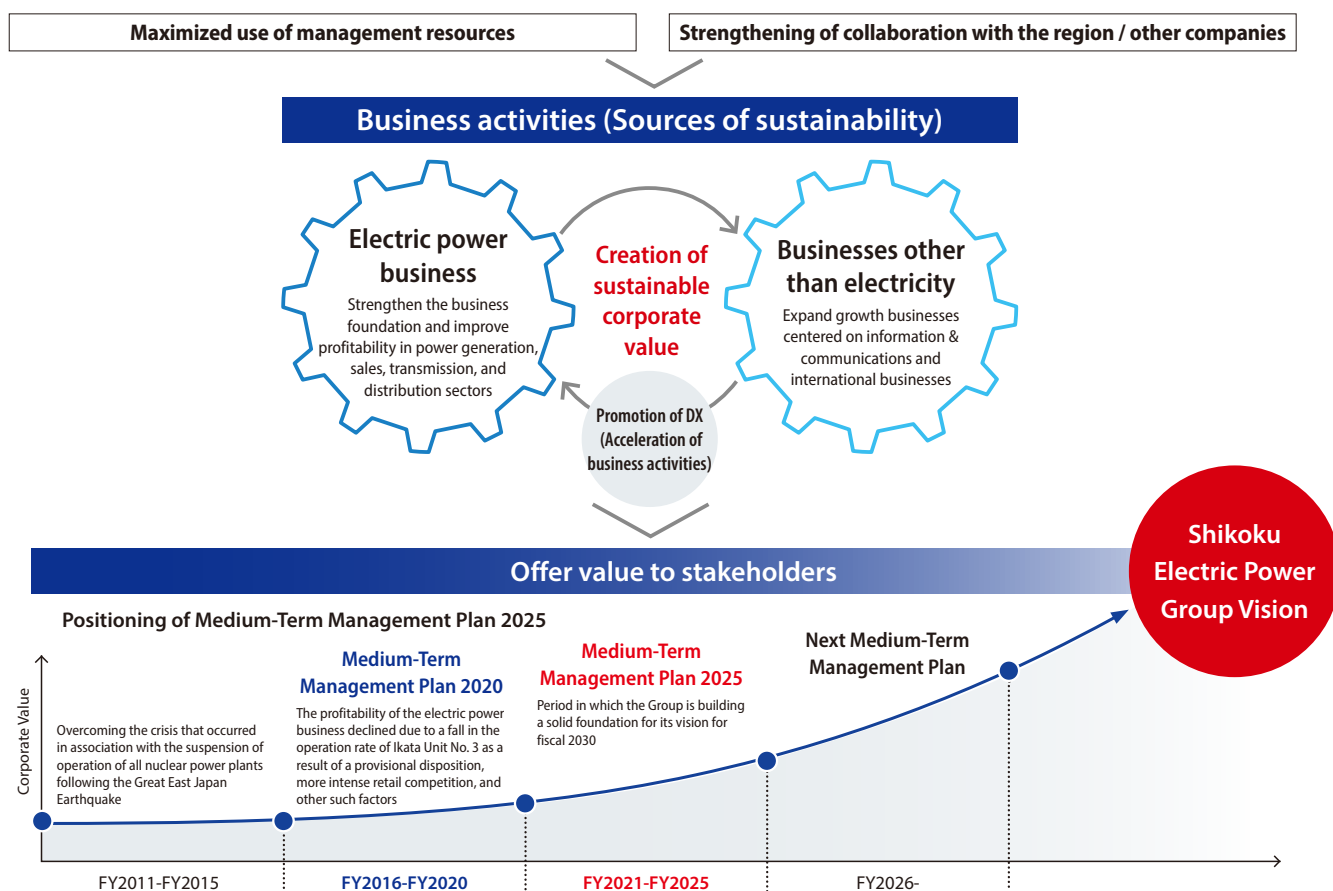 Maximized use of management resources
Strengthening of collaboration with the region / other companies
Business activities (Sources of sustainability)
Electric power
business
Strengthen the business
foundation and improve
profitability in power generation,
sales, transmission, and
distribution sectors
Creation of
sustainable
corporate
value
Businesses other
than electricity
Expand growth businesses
centered on information &
communications and
international businesses
Promotion of DX
(Acceleration of
business activities)
Offer value to stakeholders
Shikoku
Electric Power
Group Vision
Positioning of Medium-Term Management Plan 2025
Corporate Value
Overcoming the crisis that occurred
in association with the suspension of
operation of all nuclear power plants
following the Great East Japan
Earthquake
Medium-Term
Management Plan 2020
The profitability of the electric power
business declined due to a fall in the
operation rate of Ikata Unit No. 3 as a
result of a provisional disposition,
more intense retail competition, and
other such factors
Medium-Term
Management Plan 2025
Period in which the Group is building
a solid foundation for its vision for
fiscal 2030
Next Medium-Term
Management Plan
FY2011-FY2015
FY2016-FY2020
FY2021-FY2025
FY2026-